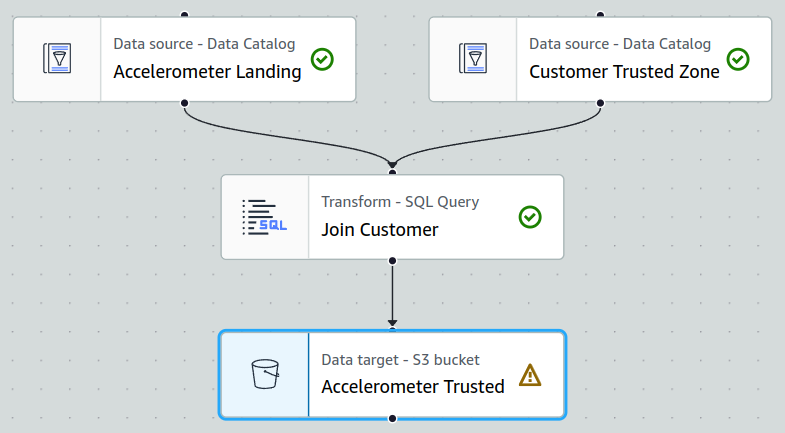 Data source - Data Catalog
Accelerometer Landing
Data source - Data Catalog
Customer Trusted Zone
Transform - SQL Query
SQL
Join Customer
Data target - S3 bucket
Accelerometer Trusted